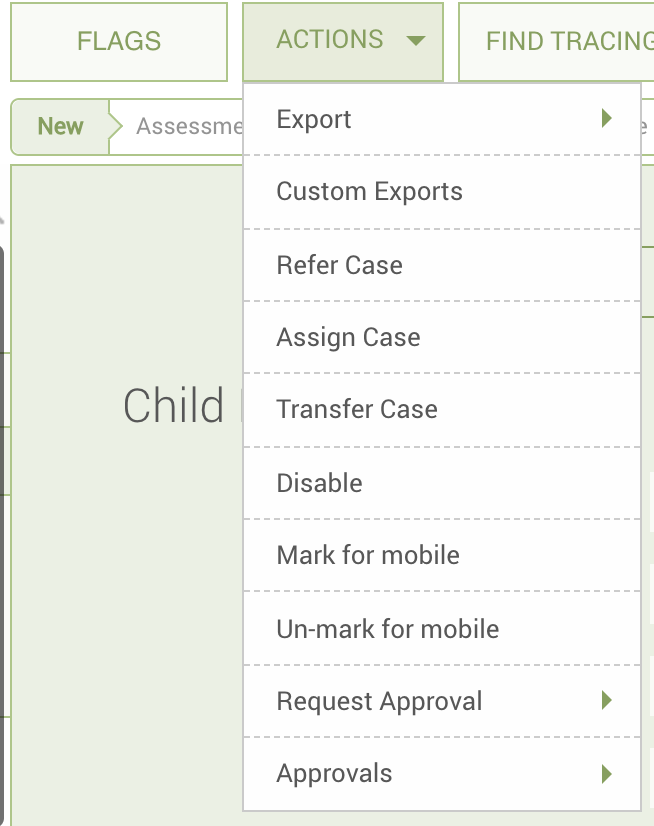 FLAGS ACTIONS FIND TRACING
New Assessme e
Export
Custom Exports
Refer Case
Assign Case
Child
Transfer Case
Disable
Mark for mobile
Un-mark for mobile
Request Approval
Approvals